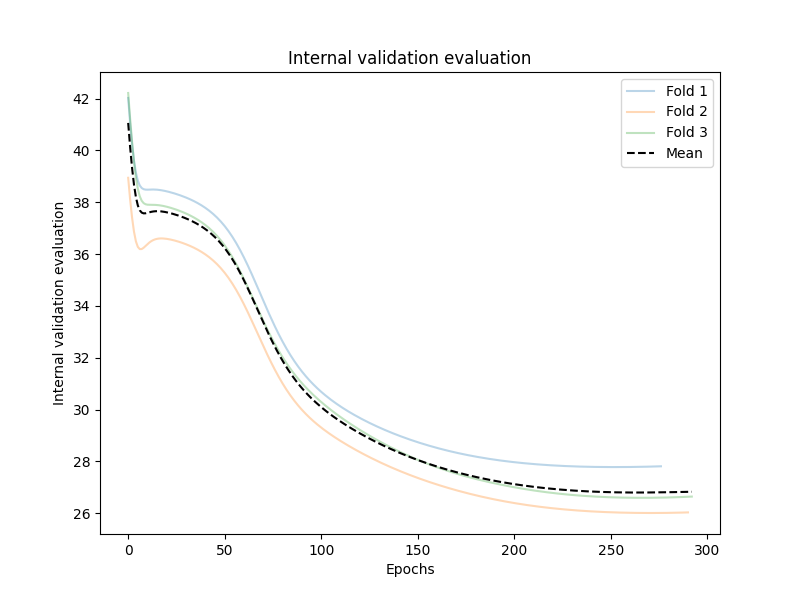 Internal validation evaluation
Fold 1
Fold 2
Fold 3
Mean
Internal validation evaluation
42
40
38
36
34
32
30
28
26
0 50 100 150 200 250 300
Epochs